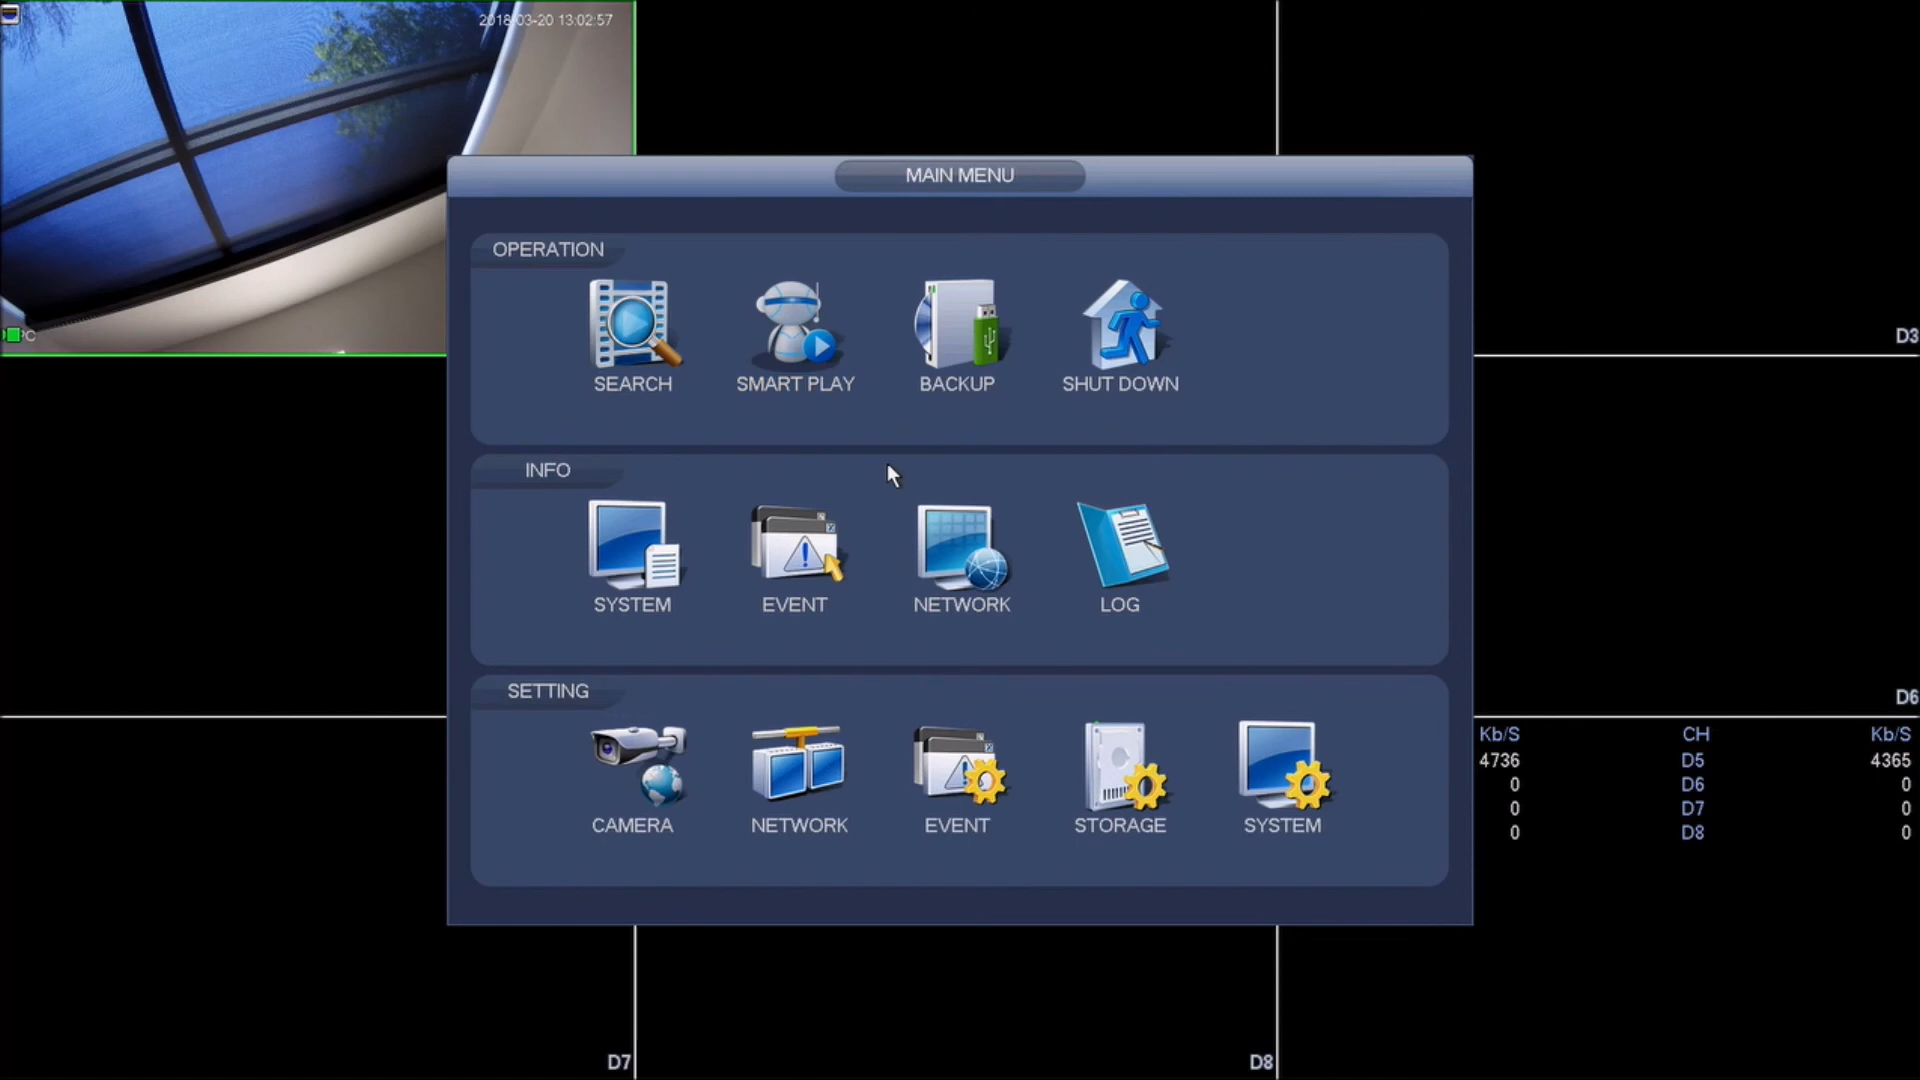 2018-03-20 13:02:57
MAIN MENU
OPERATION
SEARCH
SMART PLAY
BACKUP
SHUT DOWN
D3
INFO
SYSTEM
EVENT
NETWORK
LOG
D6
SETTING
CAMERA
NETWORK
EVENT
STORAGE
SYSTEM
Kb/S CH Kb/S
4736 D5 4365
0 D6 0
0 D7 0
0 D8 0
D7
D8